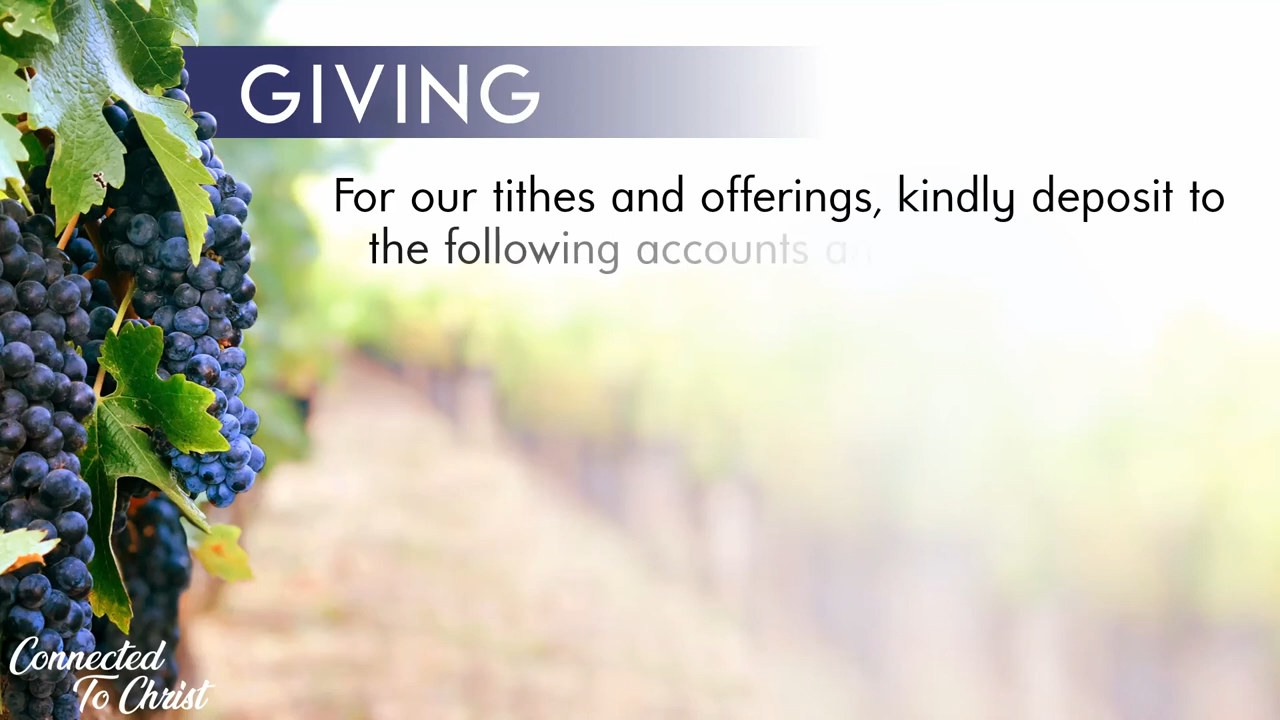 GIVING
For our tithes and offerings, kindly deposit to
the following accounts
Connected
To Christ